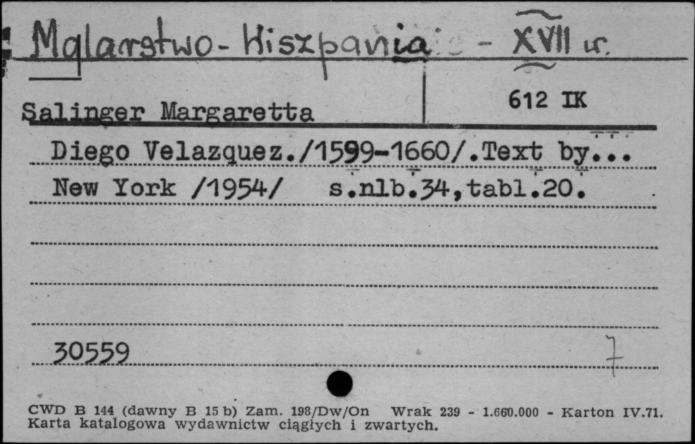 Malarstwo - Hiszpania - XVII w.
612 IK
Salinger Margaretta
Diego Velazquez./1599-1660/.Text by...
New York /1954/ s.nlb.34,tabl.20.
30559 7
CWD B 144 (dawny B 15 b) Zam. 198/Dw/On Wrak 239 - 1.660.000 - Karton IV.71.
Karta katalogowa wydawnictw ciągłych i zwartych.